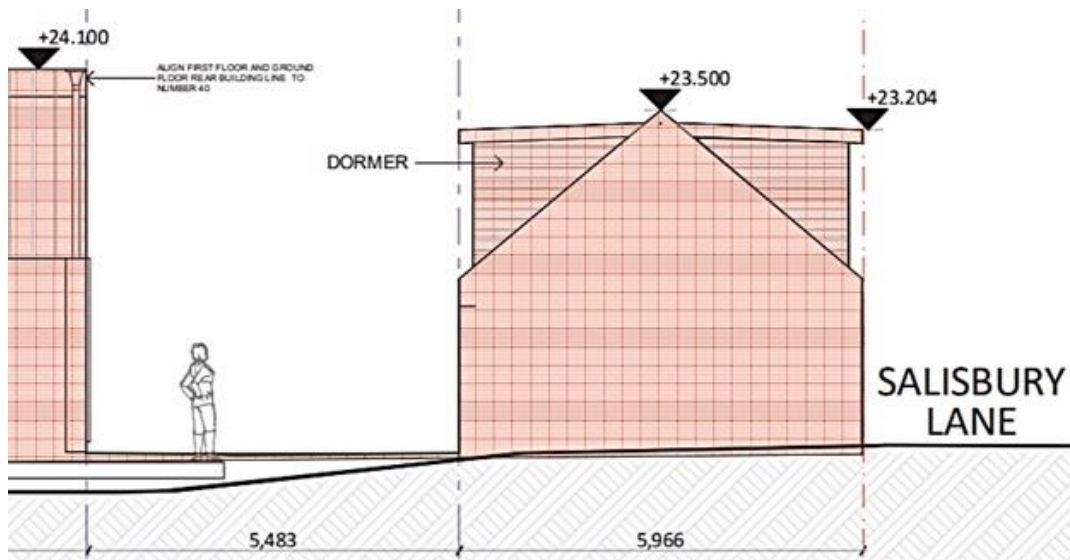 +24.100
ALIGN FIRST FLOOR AND GROUND
FLOOR REAR BUILDING LINE TO
NUMBER 40
+23.500
+23.204
DORMER
SALISBURY
LANE
5,483
5,966